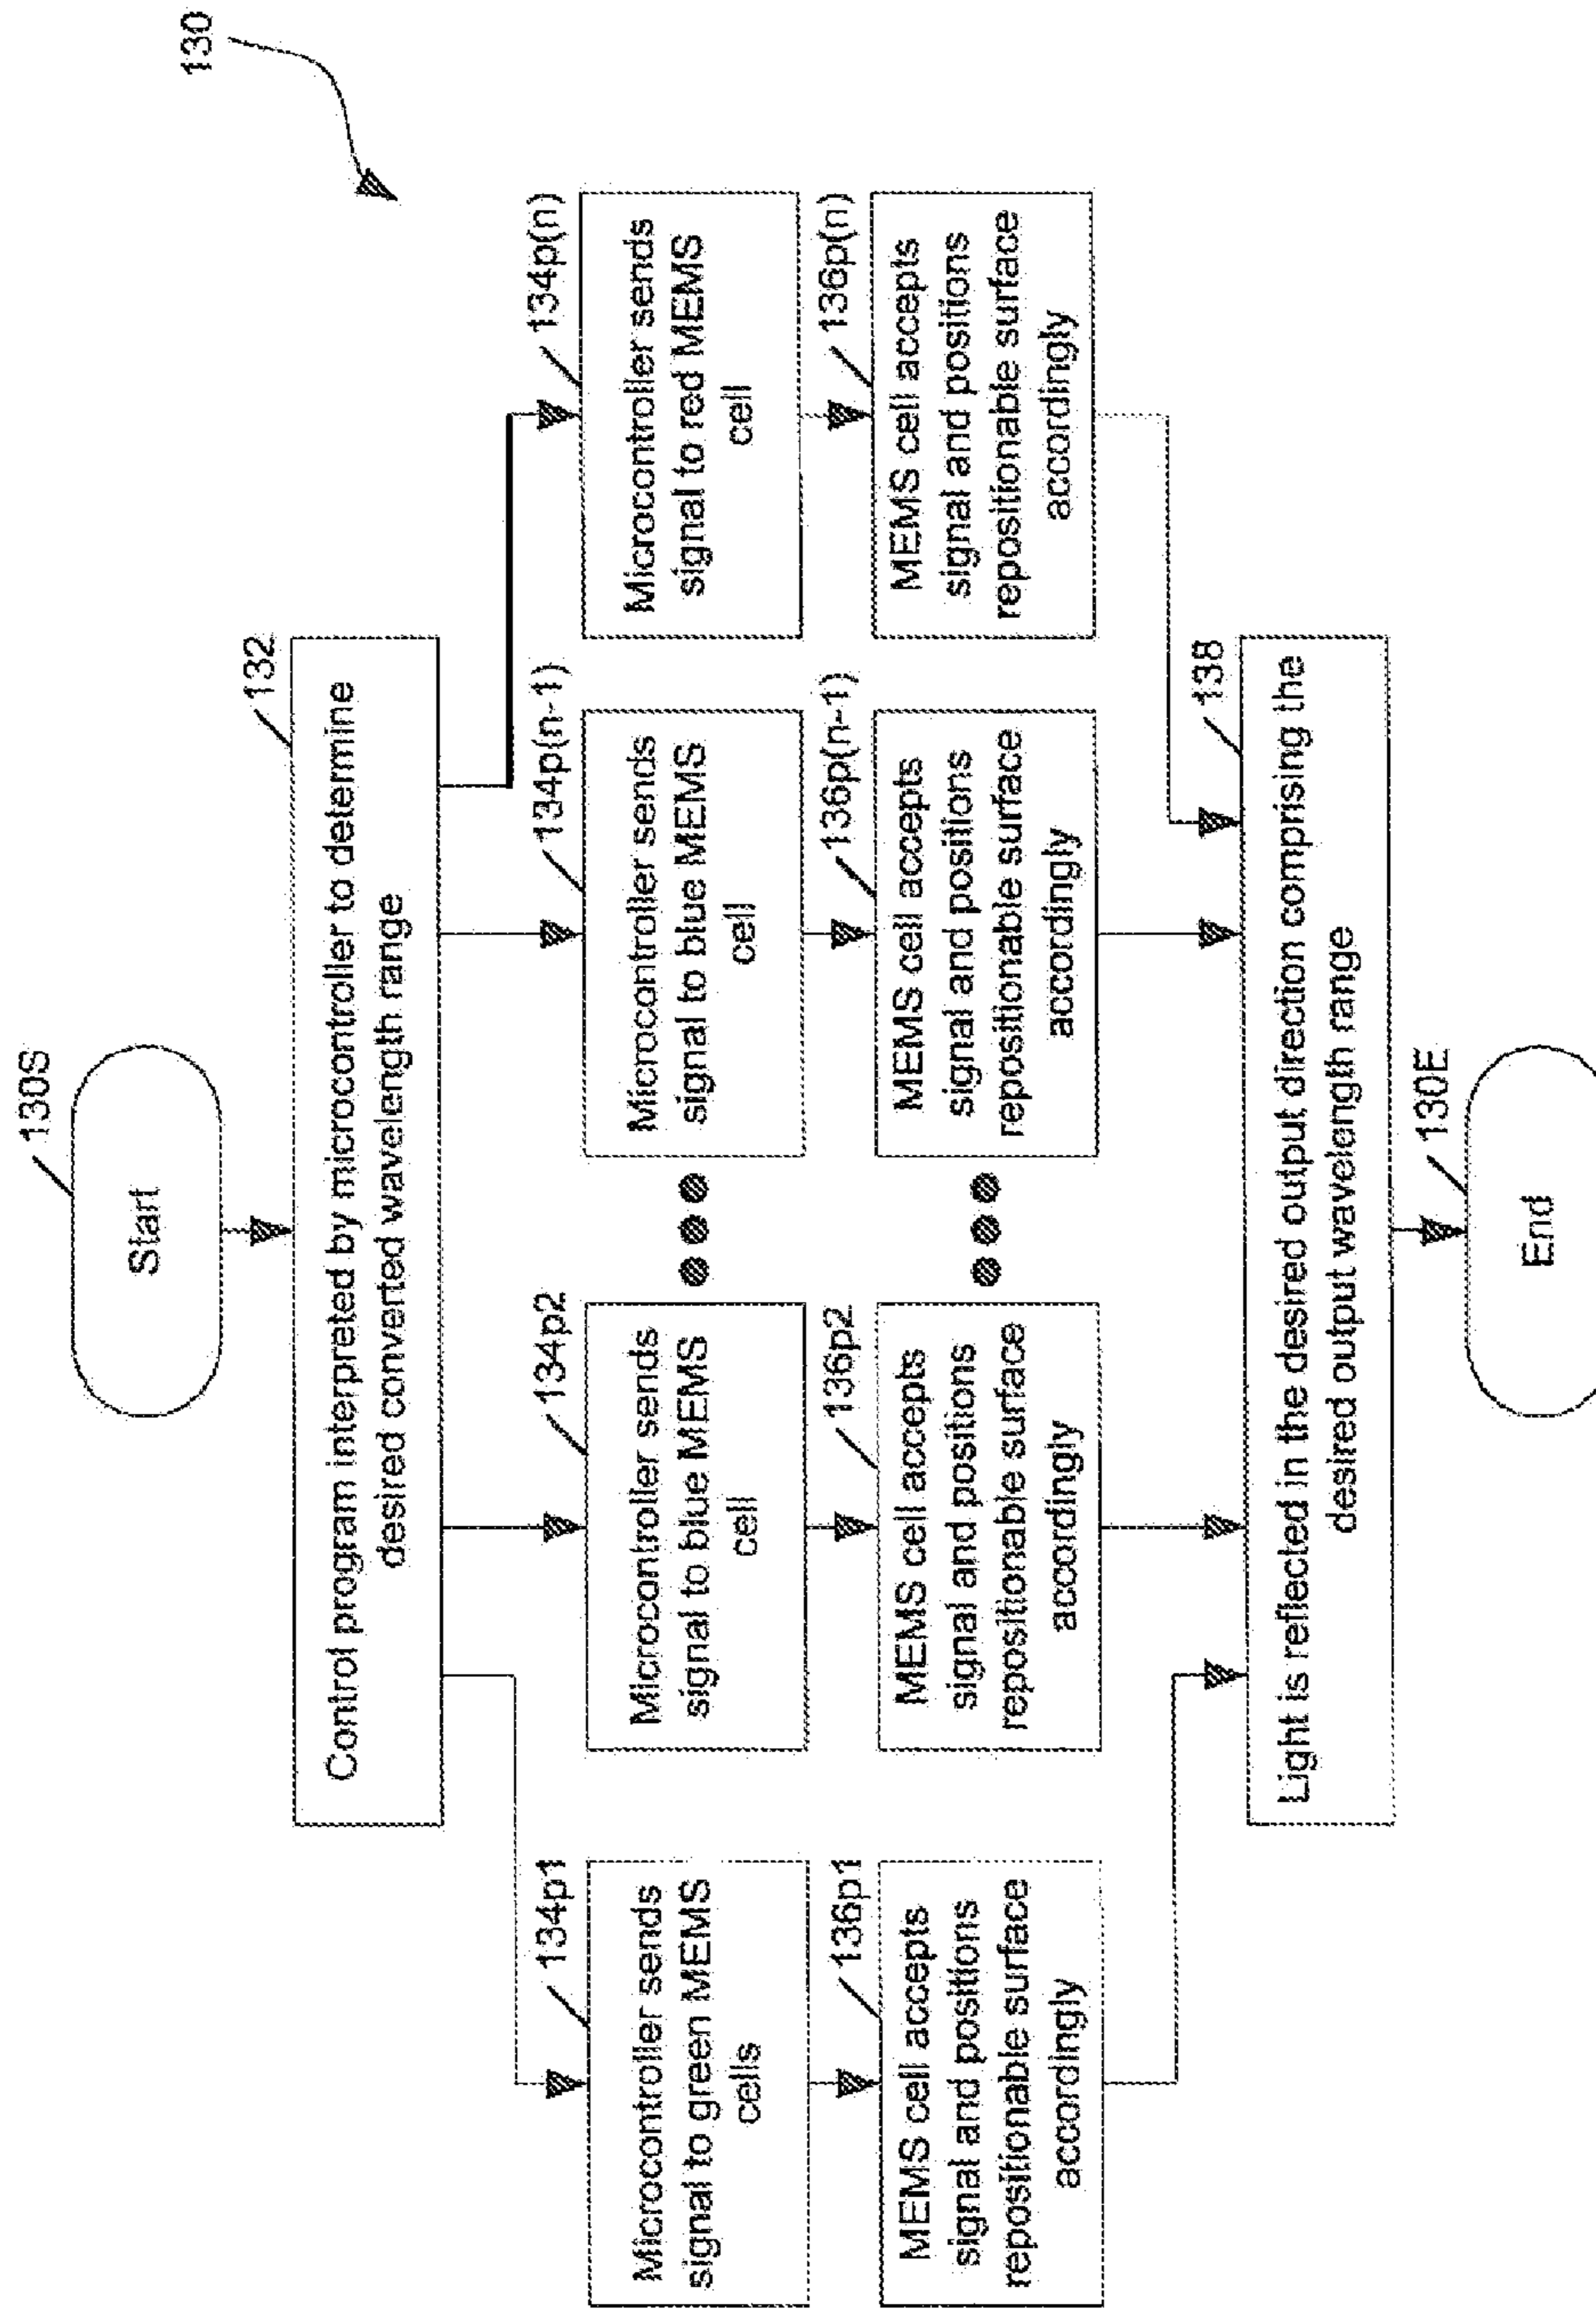 130
130S
Start
132
Control program interpreted by microcontroller to determine
desired converted wavelength range
134p1
Microcontroller sends
signal to green MEMS
cells
134p2
Microcontroller sends
signal to blue MEMS
cell
134p(n-1)
Microcontroller sends
signal to blue MEMS
cell
134p(n)
Microcontroller sends
signal to red MEMS
cell
136p1
MEMS cell accepts
signal and positions
repositionable surface
accordingly
136p2
MEMS cell accepts
signal and positions
repositionable surface
accordingly
136p(n-1)
MEMS cell accepts
signal and positions
repositionable surface
accordingly
136p(n)
MEMS cell accepts
signal and positions
repositionable surface
accordingly
138
Light is reflected in the desired output direction comprising the
desired output wavelength range
130E
End